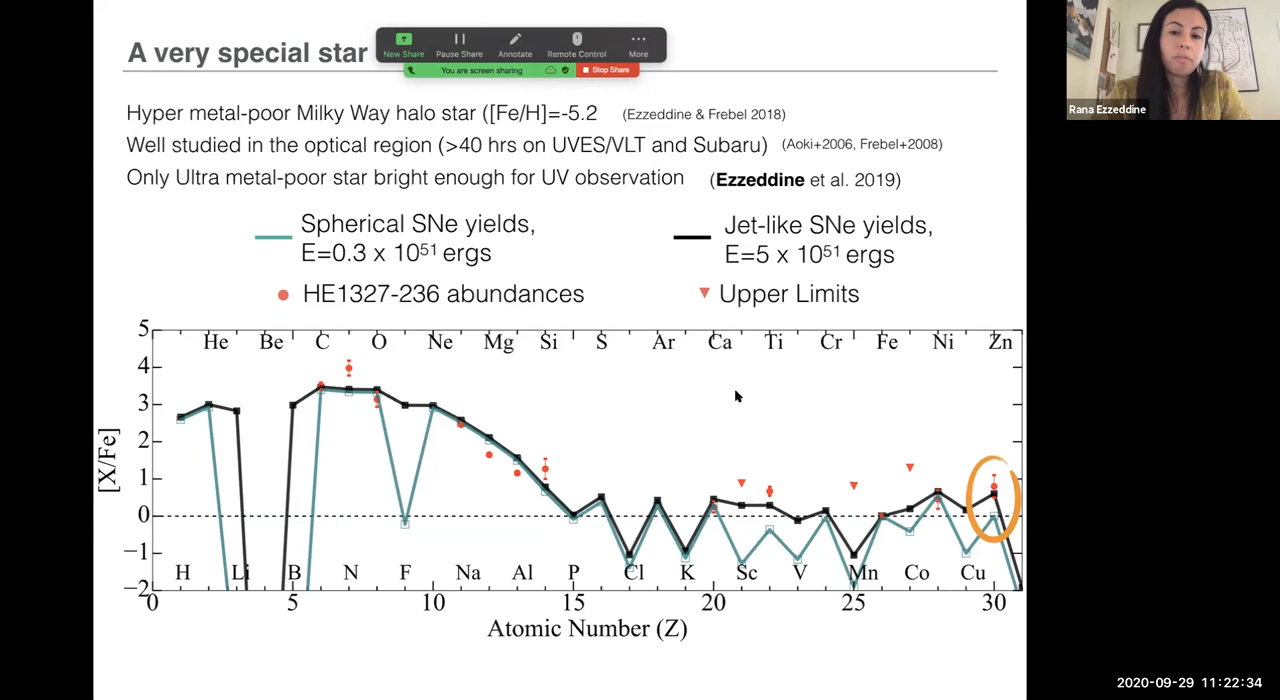 A very special star
New Share
Pause Share
Annotate
Remote Control
More
You are screen sharing
Stop Share
Rana Ezzeddine
Hyper metal-poor Milky Way halo star ([Fe/H]=-5.2 (Ezzeddine & Frebel 2018)
Well studied in the optical region (>40 hrs on UVES/VLT and Subaru) (Aoki+2006, Frebel+2008)
Only Ultra metal-poor star bright enough for UV observation (Ezzeddine et al. 2019)
Spherical SNe yields,
E=0.3 x 10⁵¹ ergs
Jet-like SNe yields,
E=5 x 10⁵¹ ergs
HE1327-236 abundances
Upper Limits
5
He Be C O Ne Mg Si S Ar Ca Ti Cr Fe Ni Zn
4
3
2
1
0
−1
−2
[X/Fe]
H Li B N F Na Al P Cl K Sc V Mn Co Cu
0 5 10 15 20 25 30
Atomic Number (Z)
2020-09-29 11:22:34